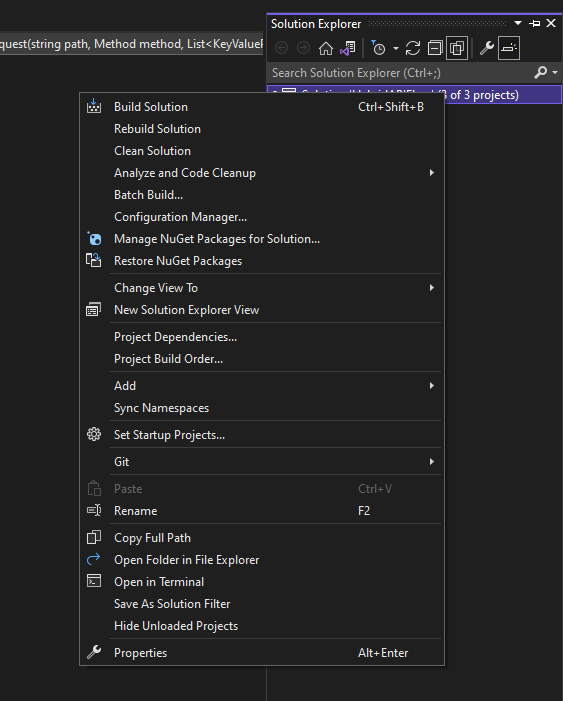 Solution Explorer
quest(string path, Method method, List<KeyValueP
Search Solution Explorer (Ctrl+;)
of 3 projects)
Build Solution Ctrl+Shift+B
Rebuild Solution
Clean Solution
Analyze and Code Cleanup
Batch Build...
Configuration Manager...
Manage NuGet Packages for Solution...
Restore NuGet Packages
Change View To
New Solution Explorer View
Project Dependencies...
Project Build Order...
Add
Sync Namespaces
Set Startup Projects...
Git
Paste Ctrl+V
Rename F2
Copy Full Path
Open Folder in File Explorer
Open in Terminal
Save As Solution Filter
Hide Unloaded Projects
Properties Alt+Enter